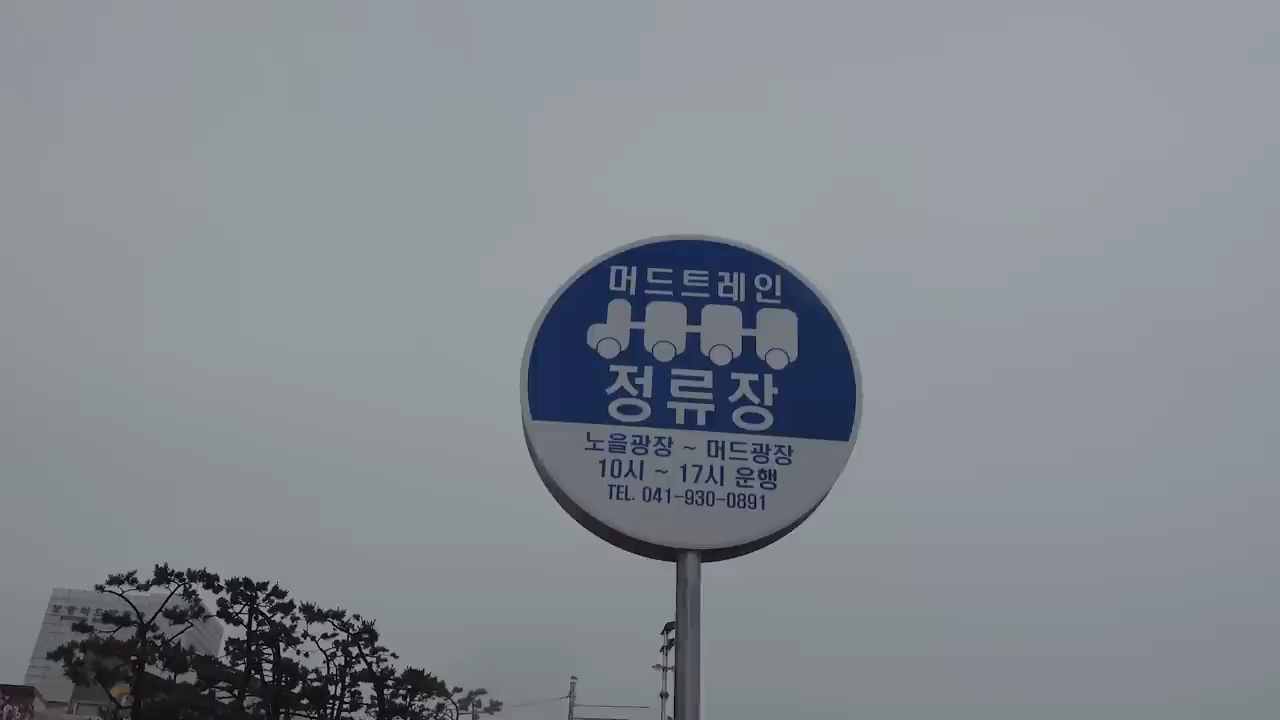 머드트레인
정류장
노을광장 ~ 머드광장
10시 ~ 17시 운행
TEL. 041-930-0891